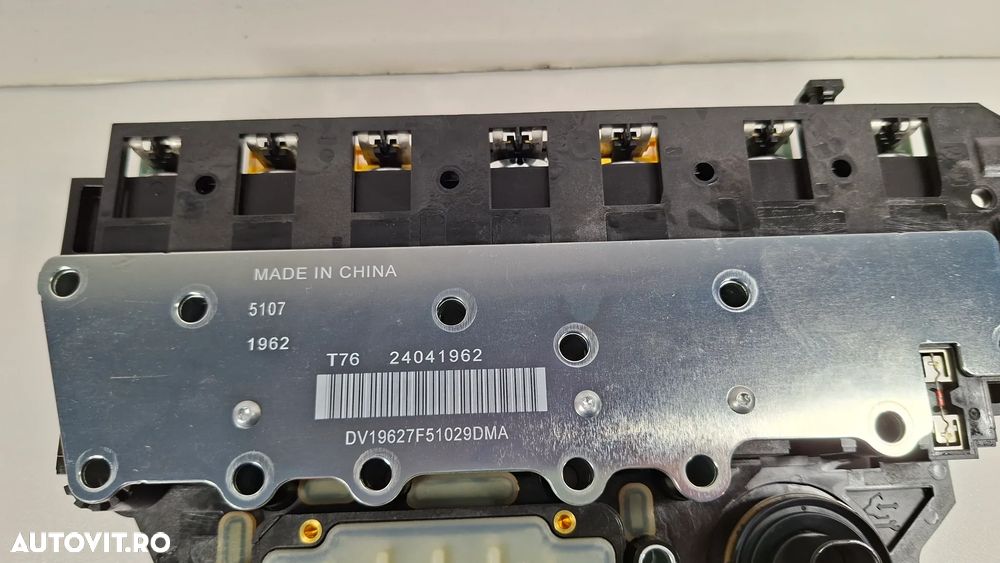 MADE IN CHINA
5107
1962
T76 24041962
DV19627F51029DMA
AUTOVIT.RO